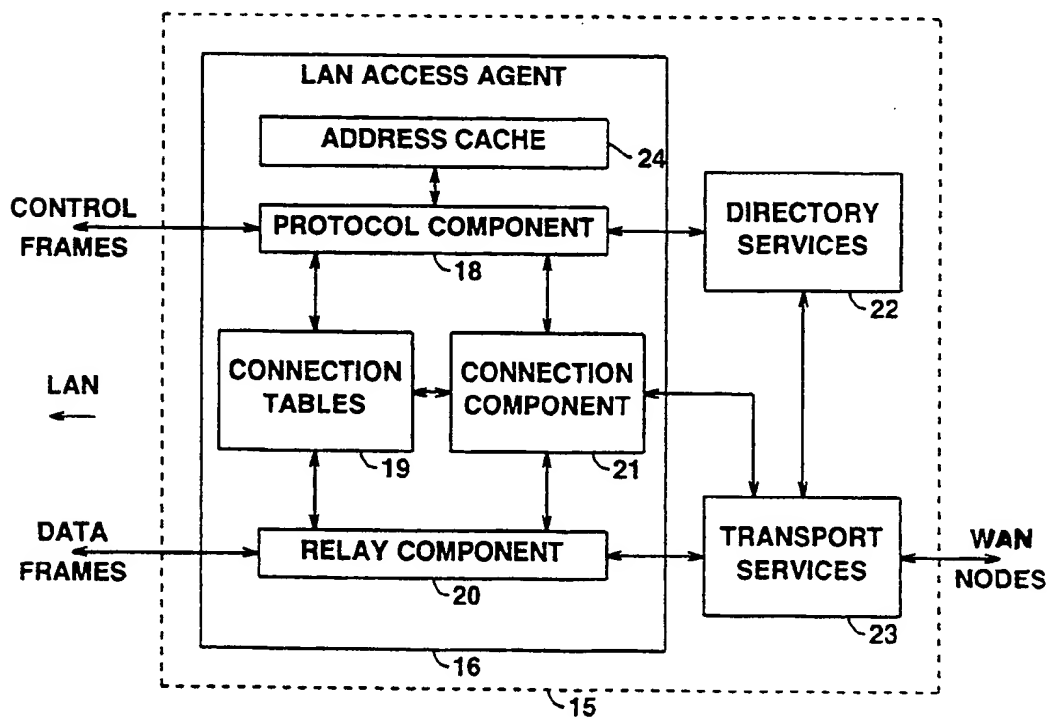 LAN ACCESS AGENT
ADDRESS CACHE
24
CONTROL
FRAMES
PROTOCOL COMPONENT
18
DIRECTORY
SERVICES
22
LAN
CONNECTION
TABLES
19
CONNECTION
COMPONENT
21
DATA
FRAMES
RELAY COMPONENT
20
TRANSPORT
SERVICES
23
WAN
NODES
16
15